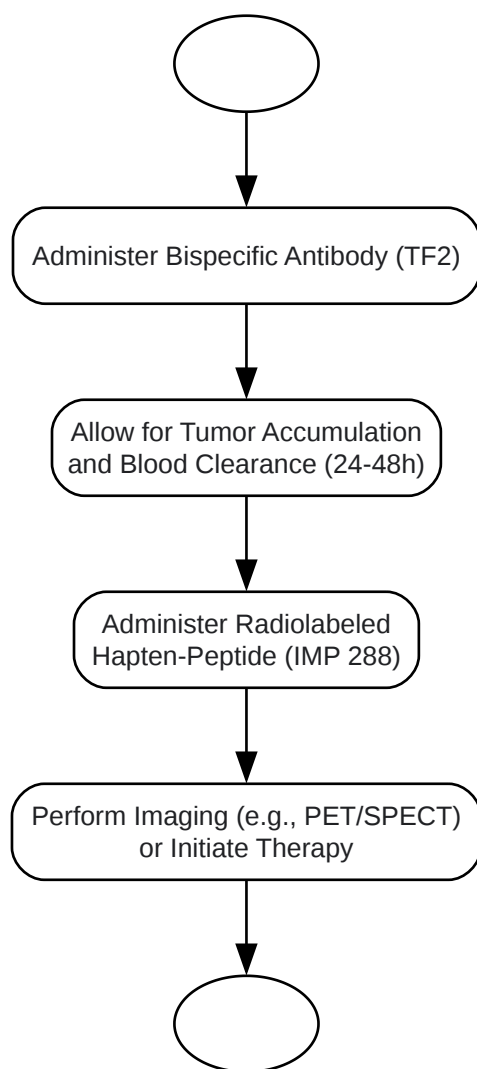 Administer Bispecific Antibody (TF2)
Allow for Tumor Accumulation
and Blood Clearance (24-48h)
Administer Radiolabeled
Hapten-Peptide (IMP 288)
Perform Imaging (e.g., PET/SPECT)
or Initiate Therapy